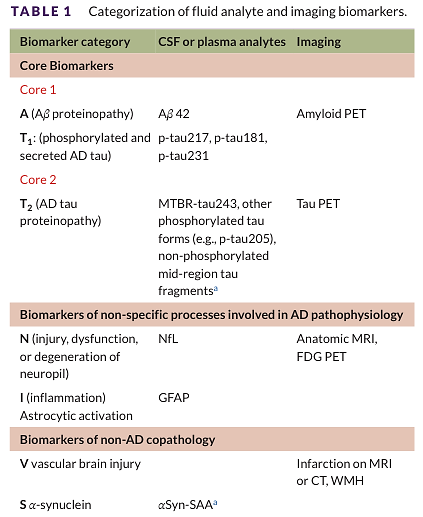 TABLE 1 Categorization of fluid analyte and imaging biomarkers.
Biomarker category CSF or plasma analytes Imaging
Core Biomarkers
Core 1
A (Aβ proteinopathy) Aβ 42 Amyloid PET
T1: (phosphorylated and p-tau217, p-tau181,
secreted AD tau) p-tau231
Core 2
T2 (AD tau MTBR-tau243, other Tau PET
proteinopathy) phosphorylated tau
forms (e.g., p-tau205),
non-phosphorylated
mid-region tau
fragmentsa
Biomarkers of non-specific processes involved in AD pathophysiology
N (injury, dysfunction, NfL Anatomic MRI,
or degeneration of FDG PET
neuropil)
I (inflammation) GFAP
Astrocytic activation
Biomarkers of non-AD copathology
V vascular brain injury Infarction on MRI
or CT, WMH
S α-synuclein αSyn-SAAa